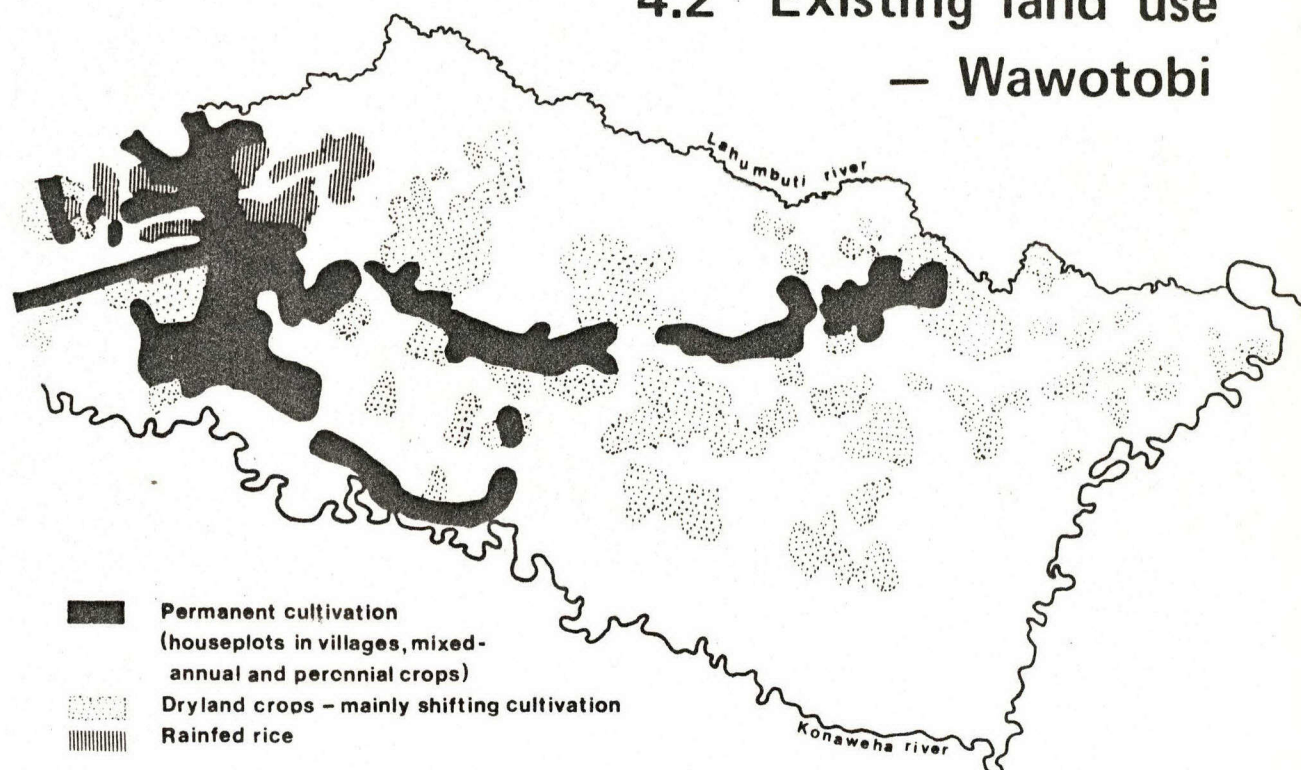 4.2 Existing land use
— Wawotobi
Lahumbuti river
Permanent cultivation
(houseplots in villages, mixed-
annual and perennial crops)
Dryland crops – mainly shifting cultivation
Rainfed rice
Konaweha river